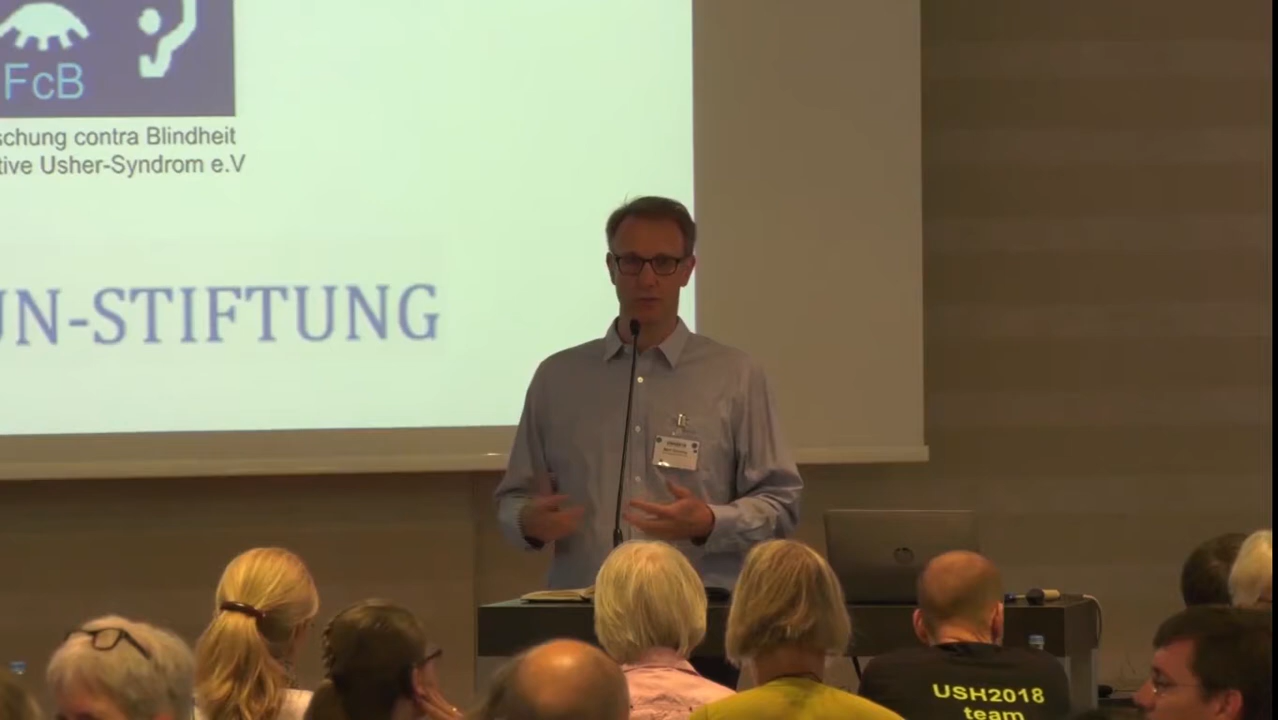 FcB
schung contra Blindheit
tive Usher-Syndrom e.V
UN-STIFTUNG
USH2018
team